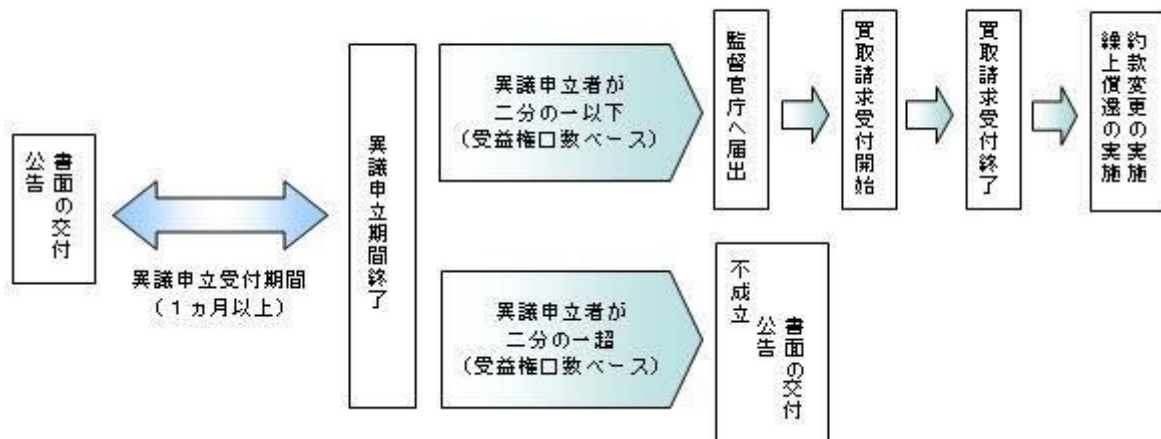 書面の交付
公告
異議申立受付期間
(1ヵ月以上)
異議申立期間終了
異議申立者が
二分の一以下
(受益権口数ベース)
監督官庁へ届出
買取請求受付開始
買取請求受付終了
約款変更の実施
繰上償還の実施
異議申立者が
二分の一超
(受益権口数ベース)
不成立
書面の交付
公告